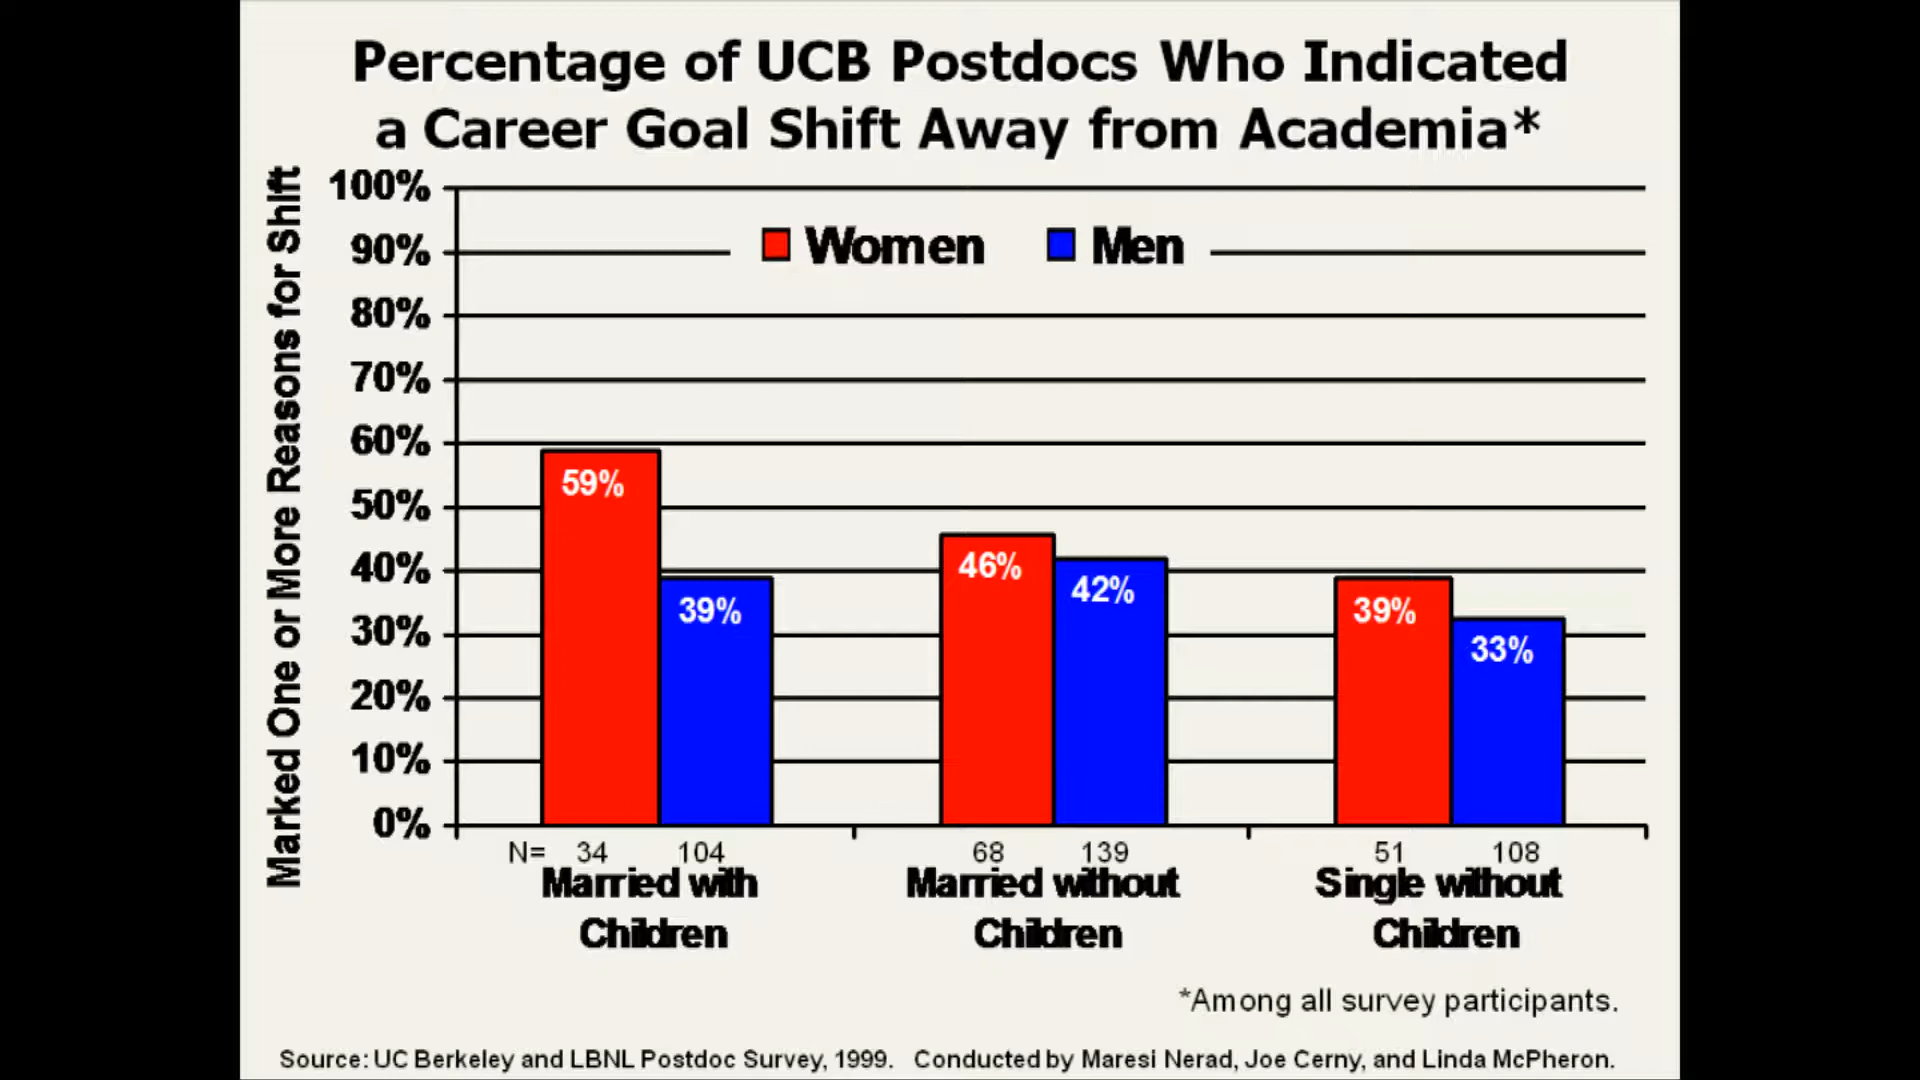 Percentage of UCB Postdocs Who Indicated
a Career Goal Shift Away from Academia*
Marked One or More Reasons for Shift
100%
90%
80%
70%
60%
50%
40%
30%
20%
10%
0%
Women Men
59%
39%
46%
42%
39%
33%
N= 34 104 68 139 51 108
Married with Married without Single without
Children Children Children
*Among all survey participants.
Source: UC Berkeley and LBNL Postdoc Survey, 1999. Conducted by Maresi Nerad, Joe Cerny, and Linda McPheron.